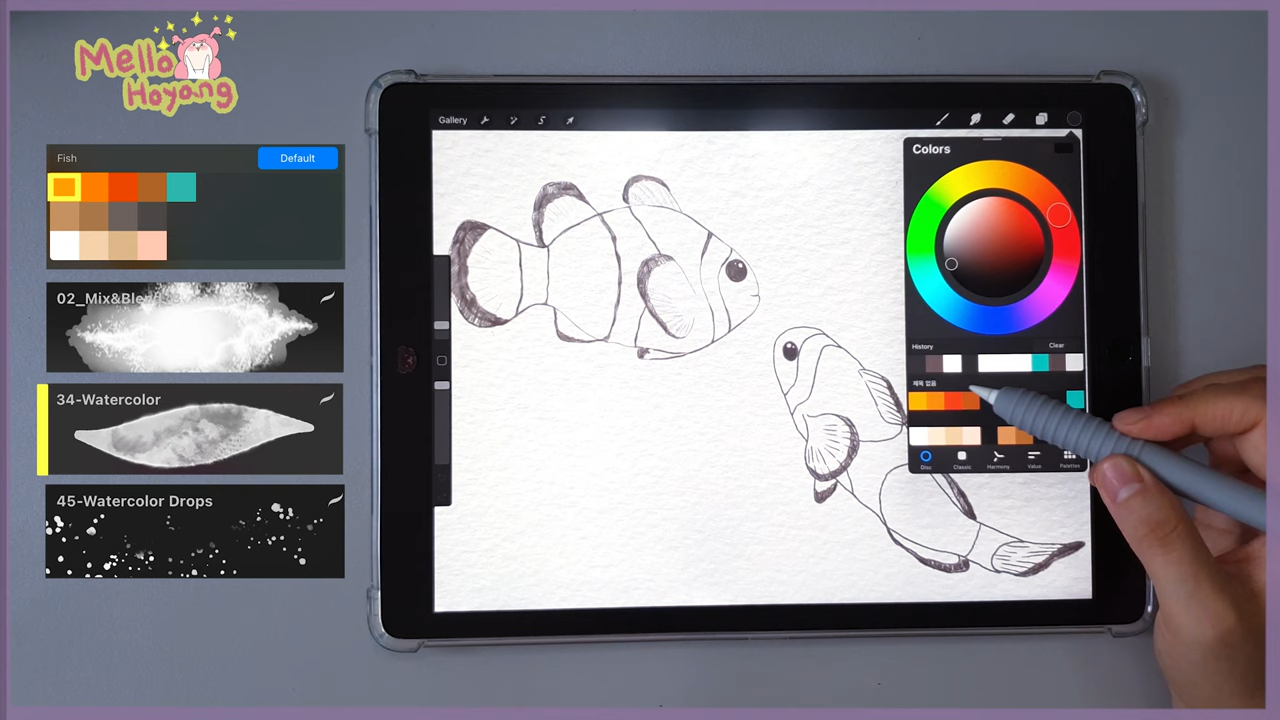 Mello
Hoyang
Fish
Default
02_Mix&Blend
34-Watercolor
45-Watercolor Drops
Gallery
Colors
History
Clear
제목 없음
Disc
Classic
Harmony
Value
Palettes